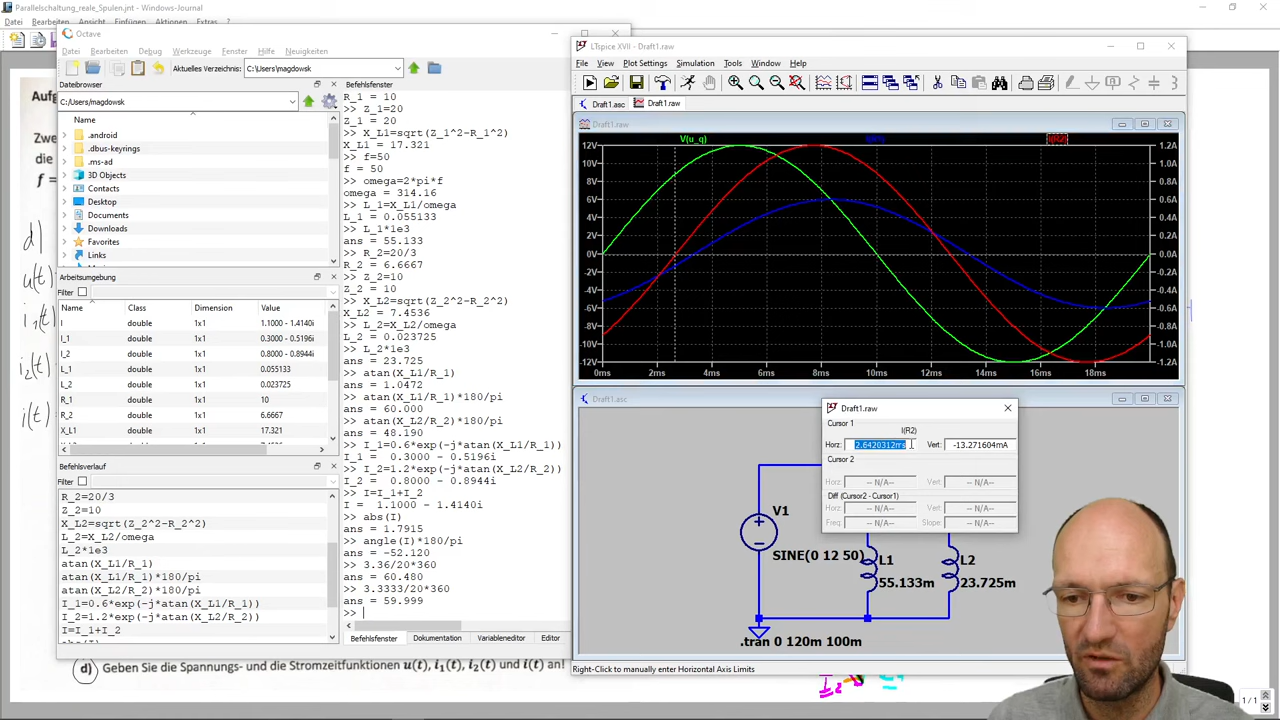 Parallelschaltung_reale_Spulen.jnt - Windows-Journal
Datei Bearbeiten Ansicht Einfügen Aktionen Extras ?
Octave
Datei Bearbeiten Debug Werkzeuge Fenster Hilfe Neuigkeiten
Aktuelles Verzeichnis: C:\Users\magdowsk
Dateibrowser
C:/Users/magdowsk
Name
.android
.dbus-keyrings
.ms-ad
3D Objects
Contacts
Desktop
Documents
Downloads
Favorites
Links
Arbeitsumgebung
Filter
Name Class Dimension Value
I double 1x1 1.1000 - 1.4140i
I_1 double 1x1 0.3000 - 0.5196i
I_2 double 1x1 0.8000 - 0.8944i
L_1 double 1x1 0.055133
L_2 double 1x1 0.023725
R_1 double 1x1 10
R_2 double 1x1 6.6667
X_L1 double 1x1 17.321
Befehlsverlauf
Filter
R_2=20/3
Z_2=10
X_L2=sqrt(Z_2^2-R_2^2)
L_2=X_L2/omega
L_2*1e3
atan(X_L1/R_1)
atan(X_L1/R_1)*180/pi
atan(X_L2/R_2)*180/pi
I_1=0.6*exp(-j*atan(X_L1/R_1))
I_2=1.2*exp(-j*atan(X_L2/R_2))
I=I_1+I_2
Befehlsfenster
R_1 = 10
>> Z_1=20
Z_1 = 20
>> X_L1=sqrt(Z_1^2-R_1^2)
X_L1 = 17.321
>> f=50
f = 50
>> omega=2*pi*f
omega = 314.16
>> L_1=X_L1/omega
L_1 = 0.055133
>> L_1*1e3
ans = 55.133
>> R_2=20/3
R_2 = 6.6667
>> Z_2=10
Z_2 = 10
>> X_L2=sqrt(Z_2^2-R_2^2)
X_L2 = 7.4536
>> L_2=X_L2/omega
L_2 = 0.023725
>> L_2*1e3
ans = 23.725
>> atan(X_L1/R_1)
ans = 1.0472
>> atan(X_L1/R_1)*180/pi
ans = 60.000
>> atan(X_L2/R_2)*180/pi
ans = 48.190
>> I_1=0.6*exp(-j*atan(X_L1/R_1))
I_1 = 0.3000 - 0.5196i
>> I_2=1.2*exp(-j*atan(X_L2/R_2))
I_2 = 0.8000 - 0.8944i
>> I=I_1+I_2
I = 1.1000 - 1.4140i
>> abs(I)
ans = 1.7915
>> angle(I)*180/pi
ans = -52.120
>> 3.36/20*360
ans = 60.480
>> 3.3333/20*360
ans = 59.999
>>
Befehlsfenster Dokumentation Variableneditor Editor
LTspice XVII - Draft1.raw
File View Plot Settings Simulation Tools Window Help
Draft1.asc Draft1.raw
Draft1.raw
V(u_q) I(R2)
12V 1.2A
10V
8V 0.8A
6V 0.6A
4V 0.4A
2V 0.2A
0V 0.0A
-2V -0.2A
-4V -0.4A
-6V -0.6A
-8V -0.8A
-10V
-12V -1.2A
0ms 2ms 4ms 6ms 8ms 10ms 12ms 14ms 16ms 18ms
Draft1.asc
Draft1.raw
Cursor 1
I(R2)
Horz: 2.6420312ms Vert: -13.271604mA
Cursor 2
Horz: -- N/A-- Vert: -- N/A--
Diff (Cursor2 - Cursor1)
Horz: -- N/A-- Vert: -- N/A--
Freq: -- N/A-- Slope: -- N/A--
V1
SINE(0 12 50)
L1
55.133m
L2
23.725m
.tran 0 120m 100m
Right-Click to manually enter Horizontal Axis Limits
Zwe
die
f =
d)
u(t)
i₁(t)
i₂(t)
i(t)
d) Geben Sie die Spannungs- und die Stromzeitfunktionen u(t), i₁(t), i₂(t) und i(t) an!
I₂
1/1